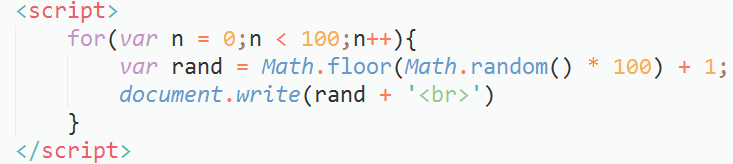 <script>
for(var n = 0;n < 100;n++){
var rand = Math.floor(Math.random() * 100) + 1;
document.write(rand + '<br>')
}
</script>